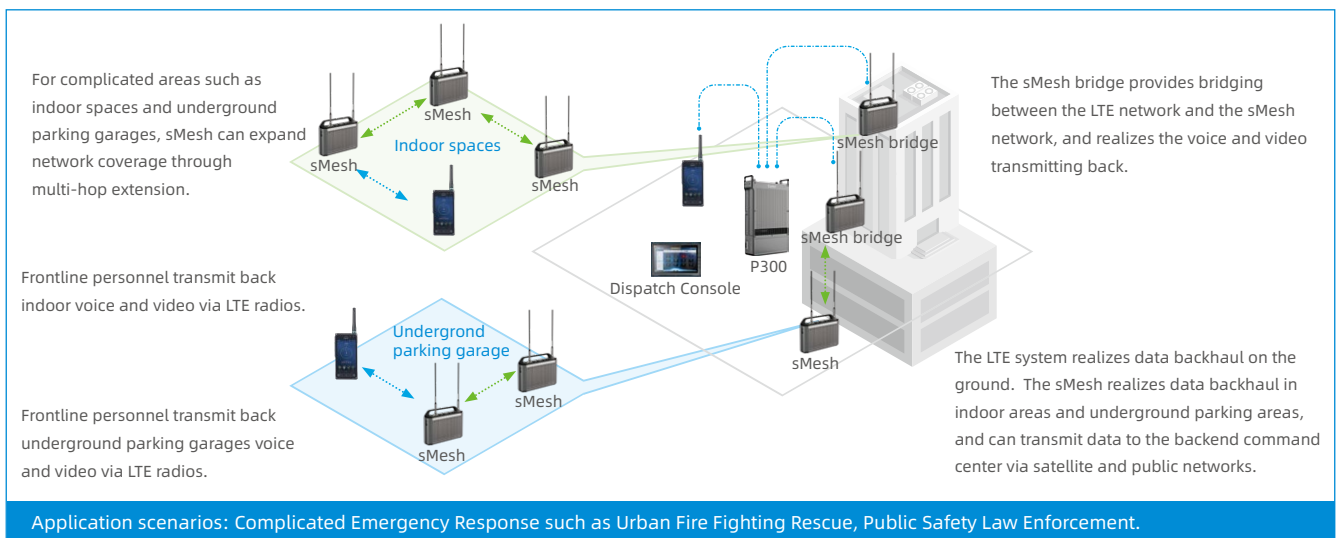 For complicated areas such as
indoor spaces and underground
parking garages, sMesh can expand
network coverage through
multi-hop extension.
sMesh
sMesh
sMesh
Indoor spaces
Frontline personnel transmit back
indoor voice and video via LTE radios.
Undergrond
parking garage
sMesh
sMesh
Frontline personnel transmit back
underground parking garages voice
and video via LTE radios.
sMesh bridge
sMesh bridge
P300
Dispatch Console
sMesh
The sMesh bridge provides bridging
between the LTE network and the sMesh
network, and realizes the voice and video
transmitting back.
The LTE system realizes data backhaul on the
ground. The sMesh realizes data backhaul in
indoor areas and underground parking areas,
and can transmit data to the backend command
center via satellite and public networks.
Application scenarios: Complicated Emergency Response such as Urban Fire Fighting Rescue, Public Safety Law Enforcement.